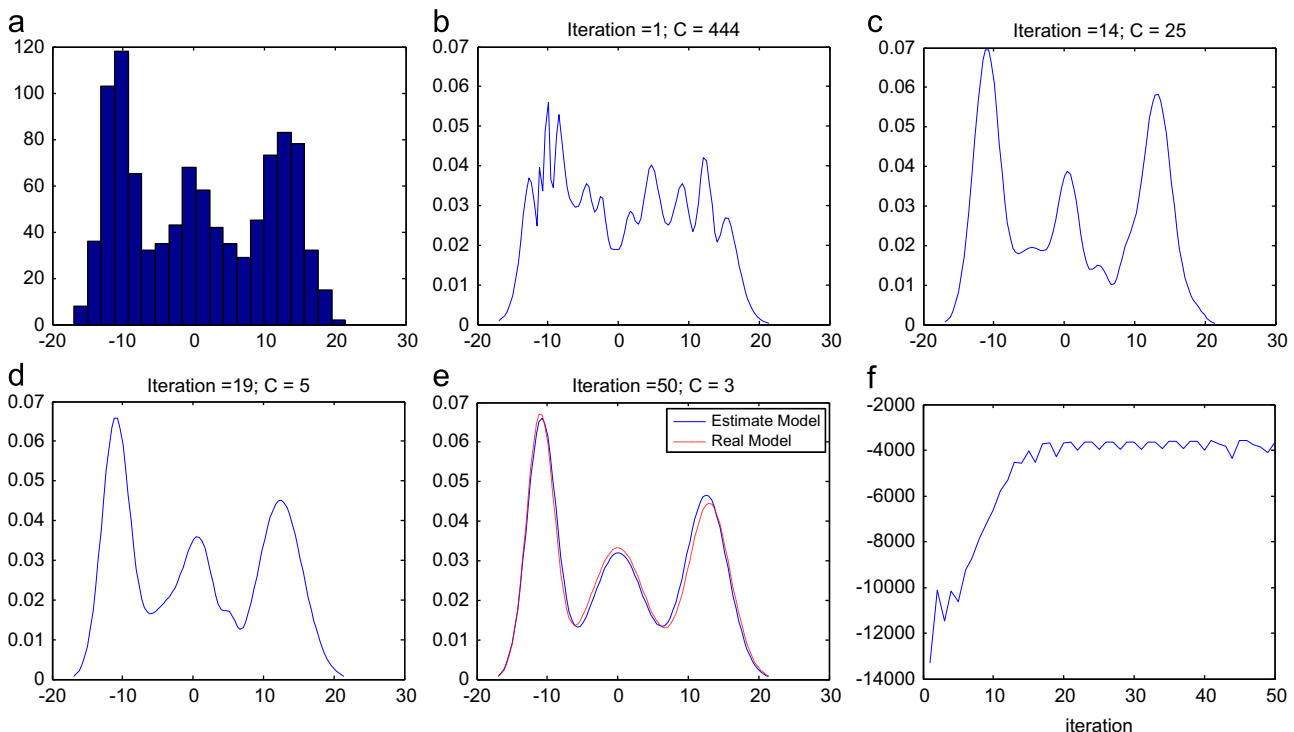 a
120
100
80
60
40
20
0
-20 -10 0 10 20 30
b
Iteration =1; C = 444
0.07
0.06
0.05
0.04
0.03
0.02
0.01
0
-20 -10 0 10 20 30
c
Iteration =14; C = 25
0.07
0.06
0.05
0.04
0.03
0.02
0.01
0
-20 -10 0 10 20 30
d
Iteration =19; C = 5
0.07
0.06
0.05
0.04
0.03
0.02
0.01
0
-20 -10 0 10 20 30
e
Iteration =50; C = 3
Estimate Model
Real Model
0.07
0.06
0.05
0.04
0.03
0.02
0.01
0
-20 -10 0 10 20 30
f
-2000
-4000
-6000
-8000
-10000
-12000
-14000
0 10 20 30 40 50
iteration